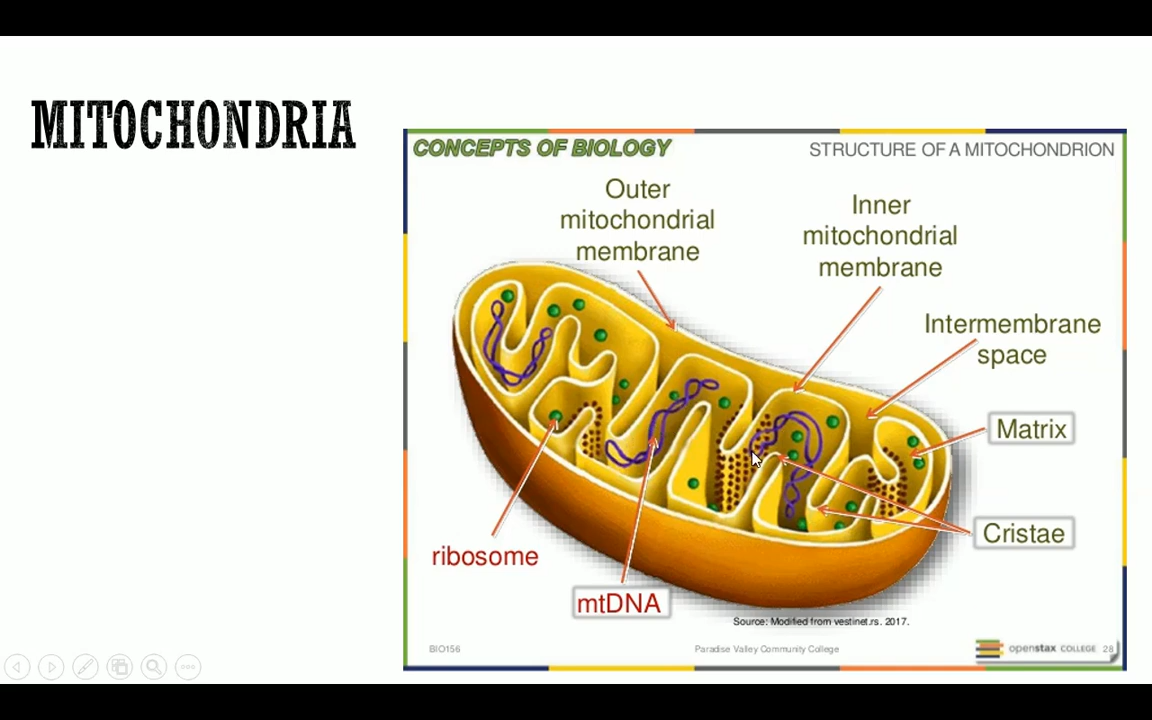 MITOCHONDRIA
CONCEPTS OF BIOLOGY
STRUCTURE OF A MITOCHONDRION
Outer
mitochondrial
membrane
Inner
mitochondrial
membrane
Intermembrane
space
Matrix
Cristae
ribosome
mtDNA
Source: Modified from vestinet.rs. 2017.
BIO156
Paradise Valley Community College
openstax COLLEGE 28